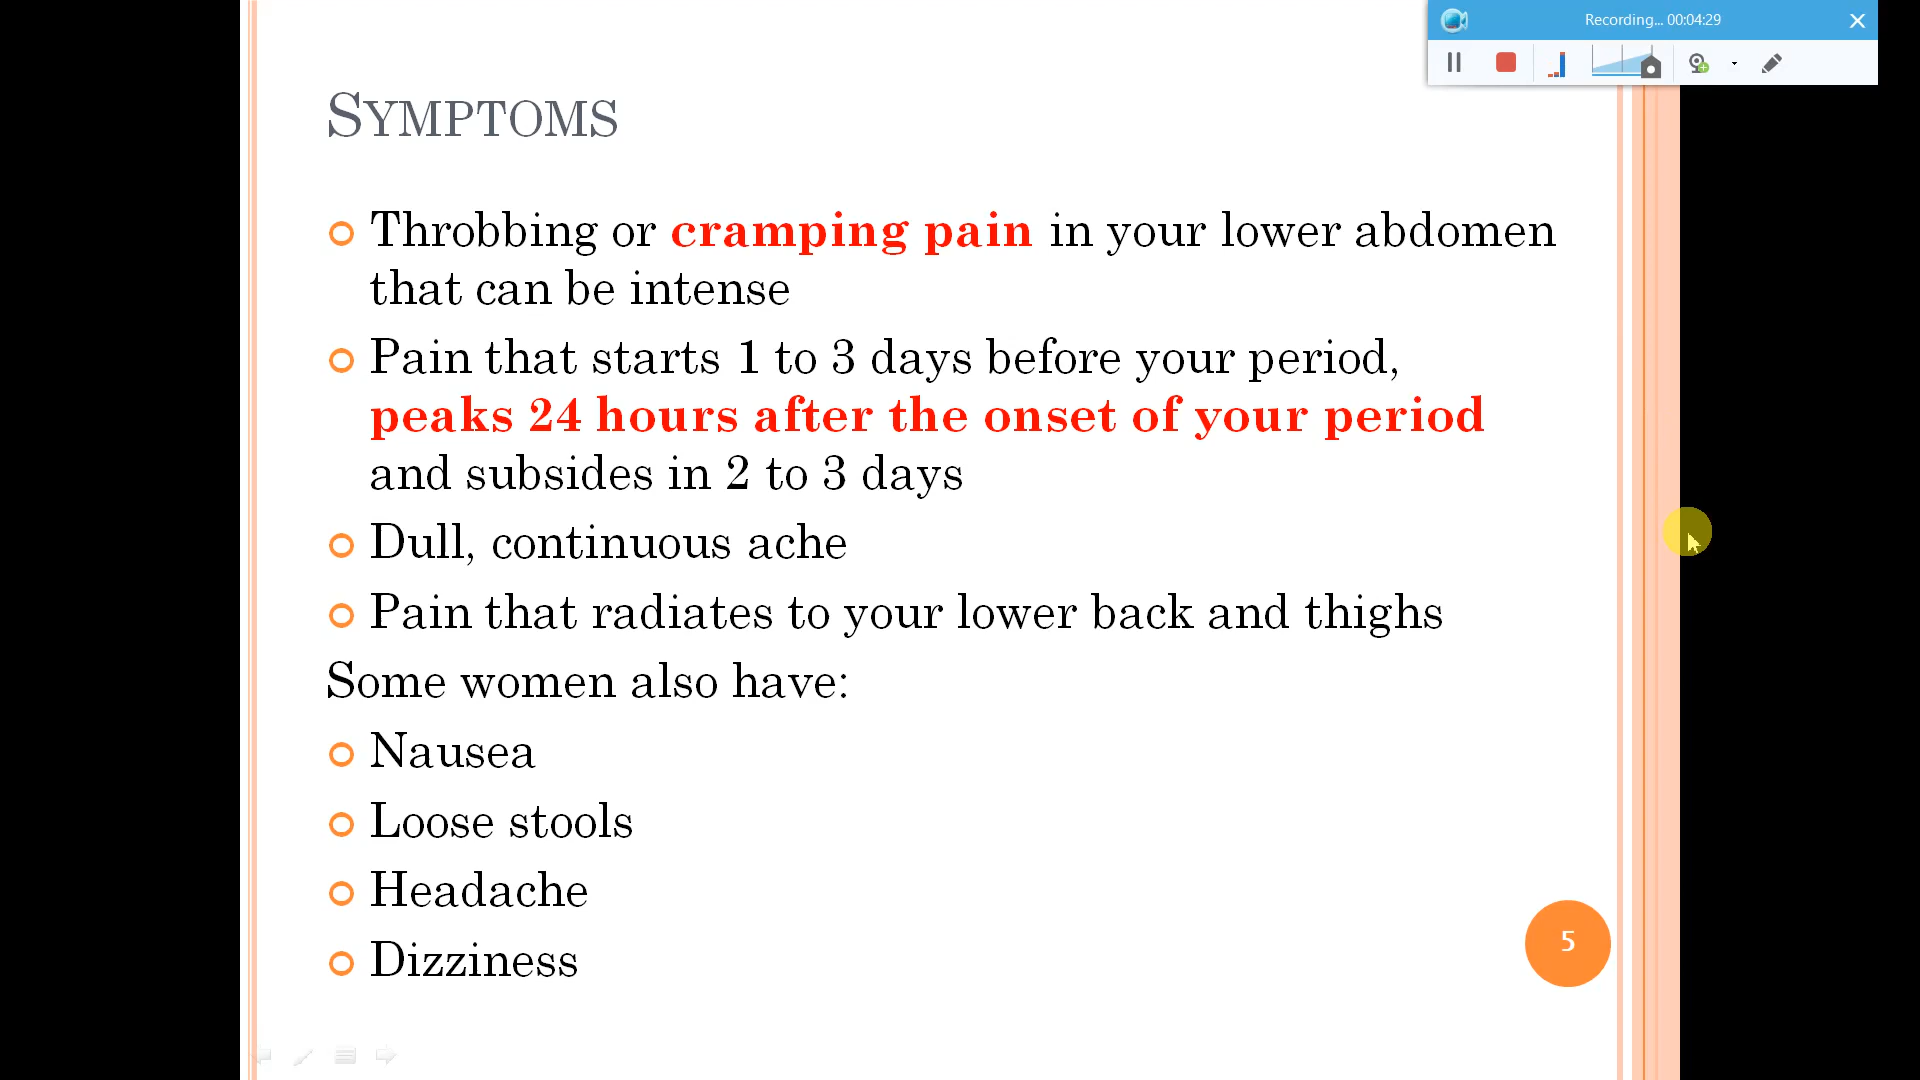 Recording... 00:04:29
SYMPTOMS
Throbbing or cramping pain in your lower abdomen
that can be intense
Pain that starts 1 to 3 days before your period,
peaks 24 hours after the onset of your period
and subsides in 2 to 3 days
Dull, continuous ache
Pain that radiates to your lower back and thighs
Some women also have:
Nausea
Loose stools
Headache
Dizziness
5